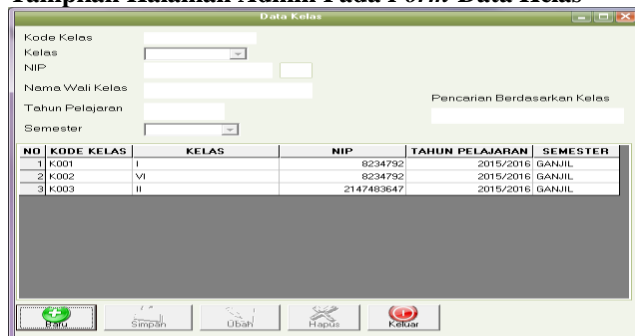 Tampilan Halaman Admin Pada Form Data Kelas
Data Kelas
Kode Kelas
Kelas
NIP
Nama Wali Kelas
Tahun Pelajaran
Semester
Pencarian Berdasarkan Kelas
NO KODE KELAS KELAS NIP TAHUN PELAJARAN SEMESTER
1 K001 I 8234792 2015/2016 GANJIL
2 K002 VI 8234792 2015/2016 GANJIL
3 K003 II 2147483647 2015/2016 GANJIL
Baru Simpan Ubah Hapus Keluar